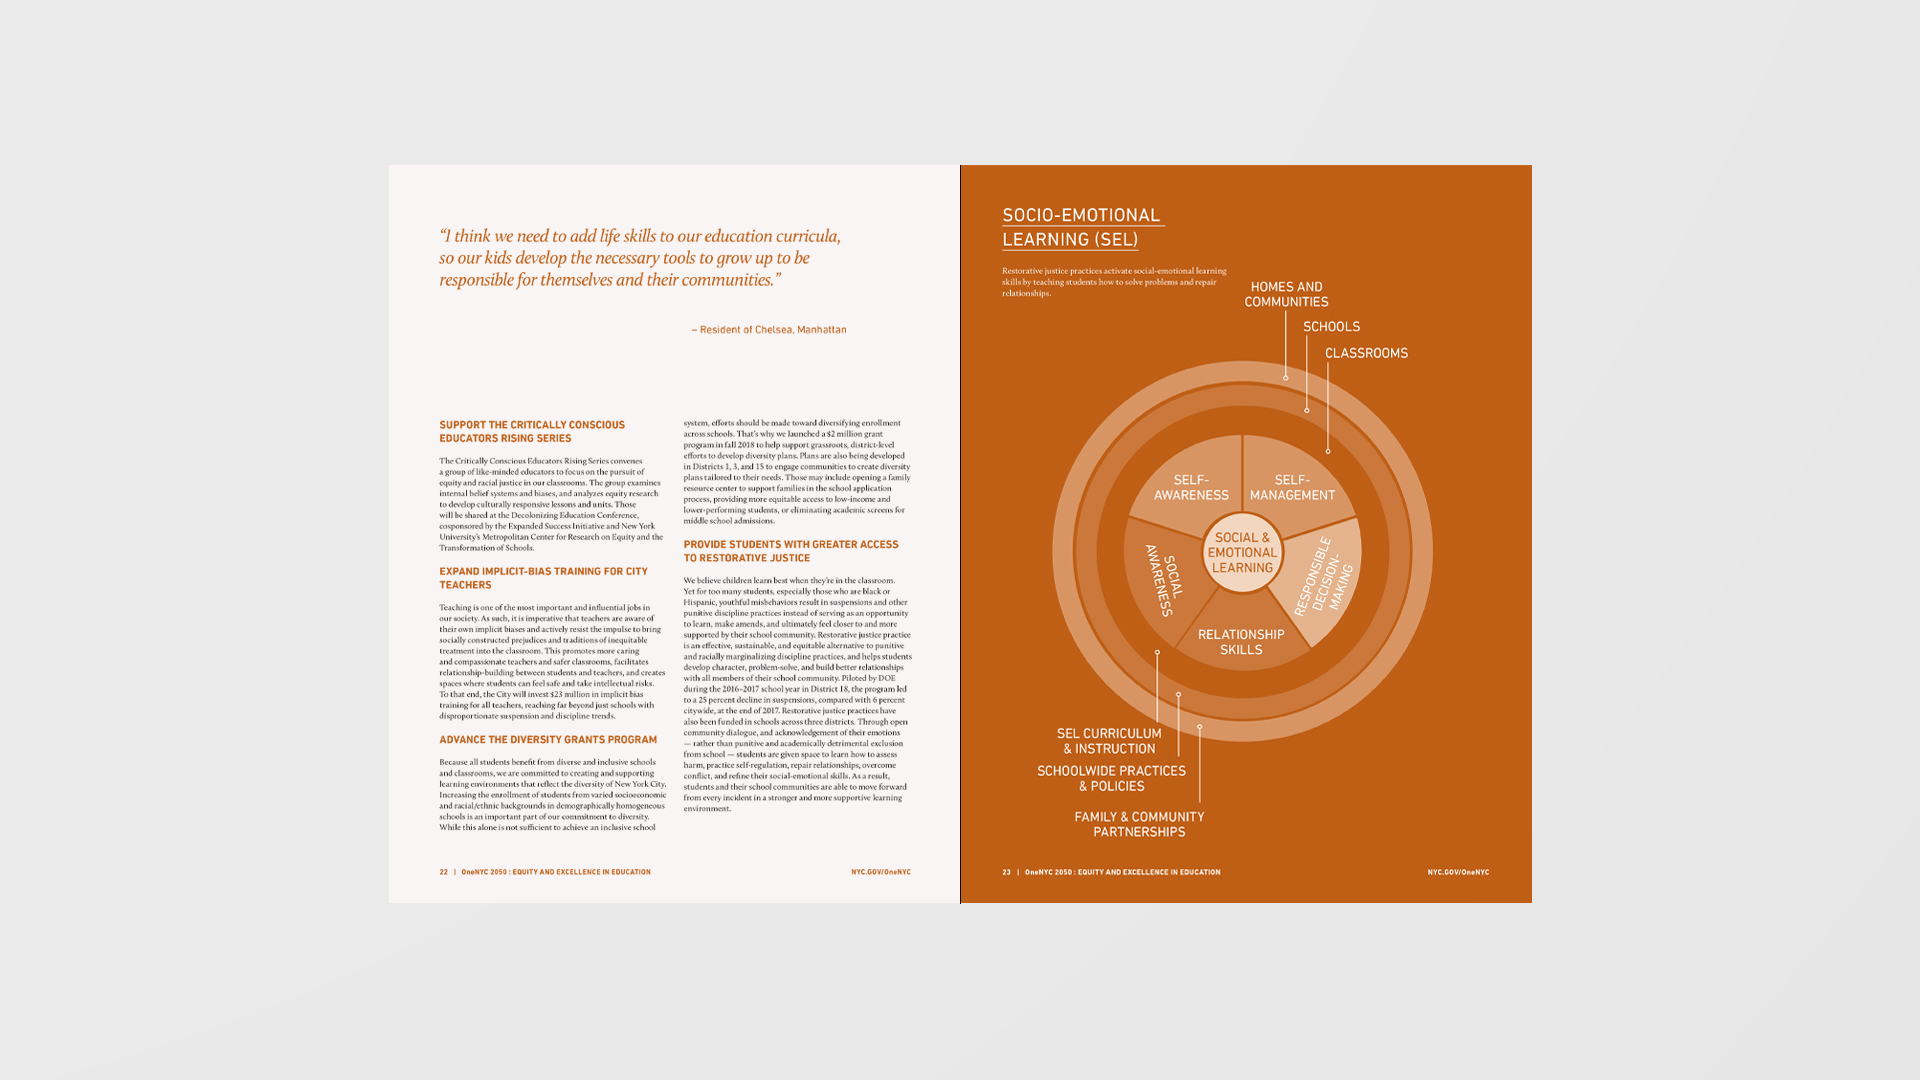 “I think we need to add life skills to our education curricula,
so our kids develop the necessary tools to grow up to be
responsible for themselves and their communities.”
– Resident of Chelsea, Manhattan
SUPPORT THE CRITICALLY CONSCIOUS
EDUCATORS RISING SERIES
The Critically Conscious Educators Rising Series convenes
a group of like-minded educators to focus on the pursuit of
equity and racial justice in our classrooms. The group examines
internal belief systems and biases, and analyzes equity research
to develop culturally responsive lessons and units. Those
will be shared at the Decolonizing Education Conference,
cosponsored by the Expanded Success Initiative and New York
University’s Metropolitan Center for Research on Equity and the
Transformation of Schools.
EXPAND IMPLICIT-BIAS TRAINING FOR CITY
TEACHERS
Teaching is one of the most important and influential jobs in
our society. As such, it is imperative that teachers are aware of
their own implicit biases and actively resist the impulse to bring
socially constructed prejudices and traditions of inequitable
treatment into the classroom. This promotes more caring
and compassionate teachers and safer classrooms, facilitates
relationship-building between students and teachers, and creates
spaces where students can feel safe and take intellectual risks.
To that end, the City will invest $23 million in implicit bias
training for all teachers, reaching far beyond just schools with
disproportionate suspension and discipline trends.
ADVANCE THE DIVERSITY GRANTS PROGRAM
Because all students benefit from diverse and inclusive schools
and classrooms, we are committed to creating and supporting
learning environments that reflect the diversity of New York City.
Increasing the enrollment of students from varied socioeconomic
and racial/ethnic backgrounds in demographically homogeneous
schools is an important part of our commitment to diversity.
While this alone is not sufficient to achieve an inclusive school
system, efforts should be made toward diversifying enrollment
across schools. That’s why we launched a $2 million grant
program in fall 2018 to help support grassroots, district-level
efforts to develop diversity plans. Plans are also being developed
in Districts 1, 3, and 15 to engage communities to create diversity
plans tailored to their needs. Those may include opening a family
resource center to support families in the school application
process, providing more equitable access to low-income and
lower-performing students, or eliminating academic screens for
middle school admissions.
PROVIDE STUDENTS WITH GREATER ACCESS
TO RESTORATIVE JUSTICE
We believe children learn best when they’re in the classroom.
Yet for too many students, especially those who are black or
Hispanic, youthful misbehaviors result in suspensions and other
punitive discipline practices instead of serving as an opportunity
to learn, make amends, and ultimately feel closer to and more
supported by their school community. Restorative justice practice
is an effective, sustainable, and equitable alternative to punitive
and racially marginalizing discipline practices, and helps students
develop character, problem-solve, and build better relationships
with all members of their school community. Piloted by DOE
during the 2016–2017 school year in District 18, the program led
to a 25 percent decline in suspensions, compared with 6 percent
citywide, at the end of 2017. Restorative justice practices have
also been funded in schools across three districts. Through open
community dialogue, and acknowledgement of their emotions
— rather than punitive and academically detrimental exclusion
from school — students are given space to learn how to assess
harm, practice self-regulation, repair relationships, overcome
conflict, and refine their social-emotional skills. As a result,
students and their school communities are able to move forward
from every incident in a stronger and more supportive learning
environment.
22 | OneNYC 2050 : EQUITY AND EXCELLENCE IN EDUCATION
NYC.GOV/OneNYC
SOCIO-EMOTIONAL
LEARNING (SEL)
Restorative justice practices activate social-emotional learning
skills by teaching students how to solve problems and repair
relationships.
HOMES AND
COMMUNITIES
SCHOOLS
CLASSROOMS
SELF-
AWARENESS
SELF-
MANAGEMENT
SOCIAL
AWARENESS
SOCIAL &
EMOTIONAL
LEARNING
RESPONSIBLE
DECISION-
MAKING
RELATIONSHIP
SKILLS
SEL CURRICULUM
& INSTRUCTION
SCHOOLWIDE PRACTICES
& POLICIES
FAMILY & COMMUNITY
PARTNERSHIPS
23 | OneNYC 2050 : EQUITY AND EXCELLENCE IN EDUCATION
NYC.GOV/OneNYC